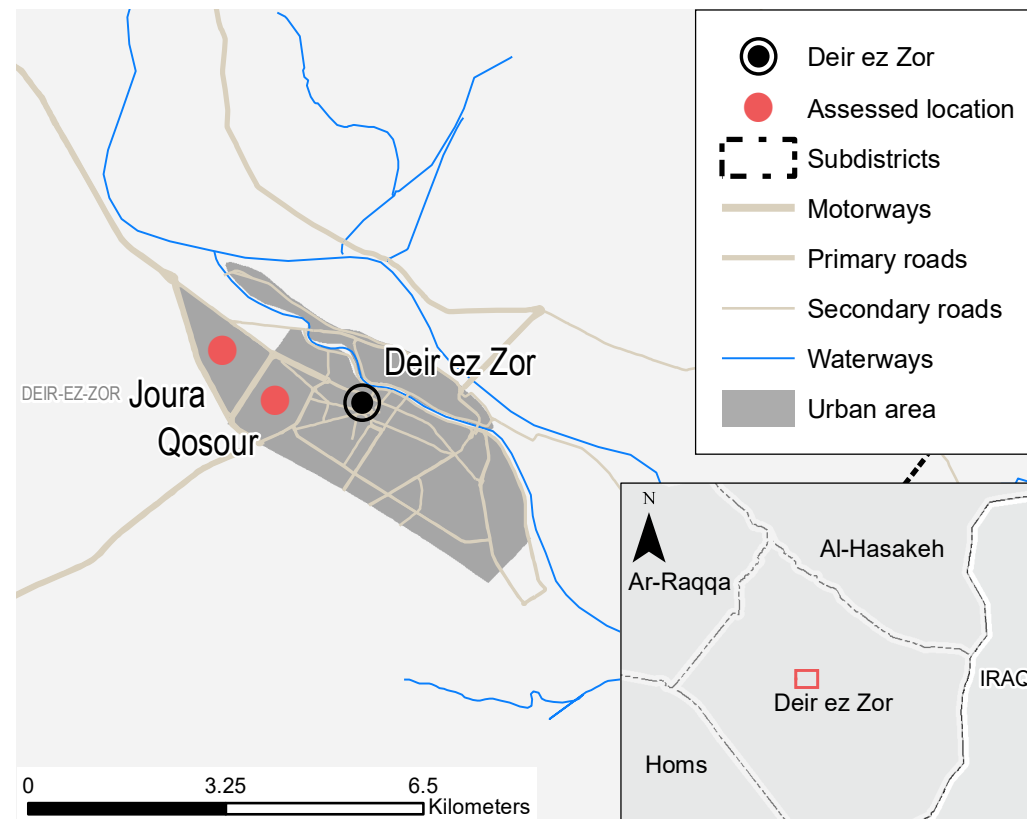 Deir ez Zor
Assessed location
Subdistricts
Motorways
Primary roads
Secondary roads
Waterways
Urban area
Deir ez Zor
DEIR-EZ-ZOR
Joura
Qosour
N
Al-Hasakeh
Ar-Raqqa
IRAQ
Deir ez Zor
Homs
0 3.25 6.5
Kilometers